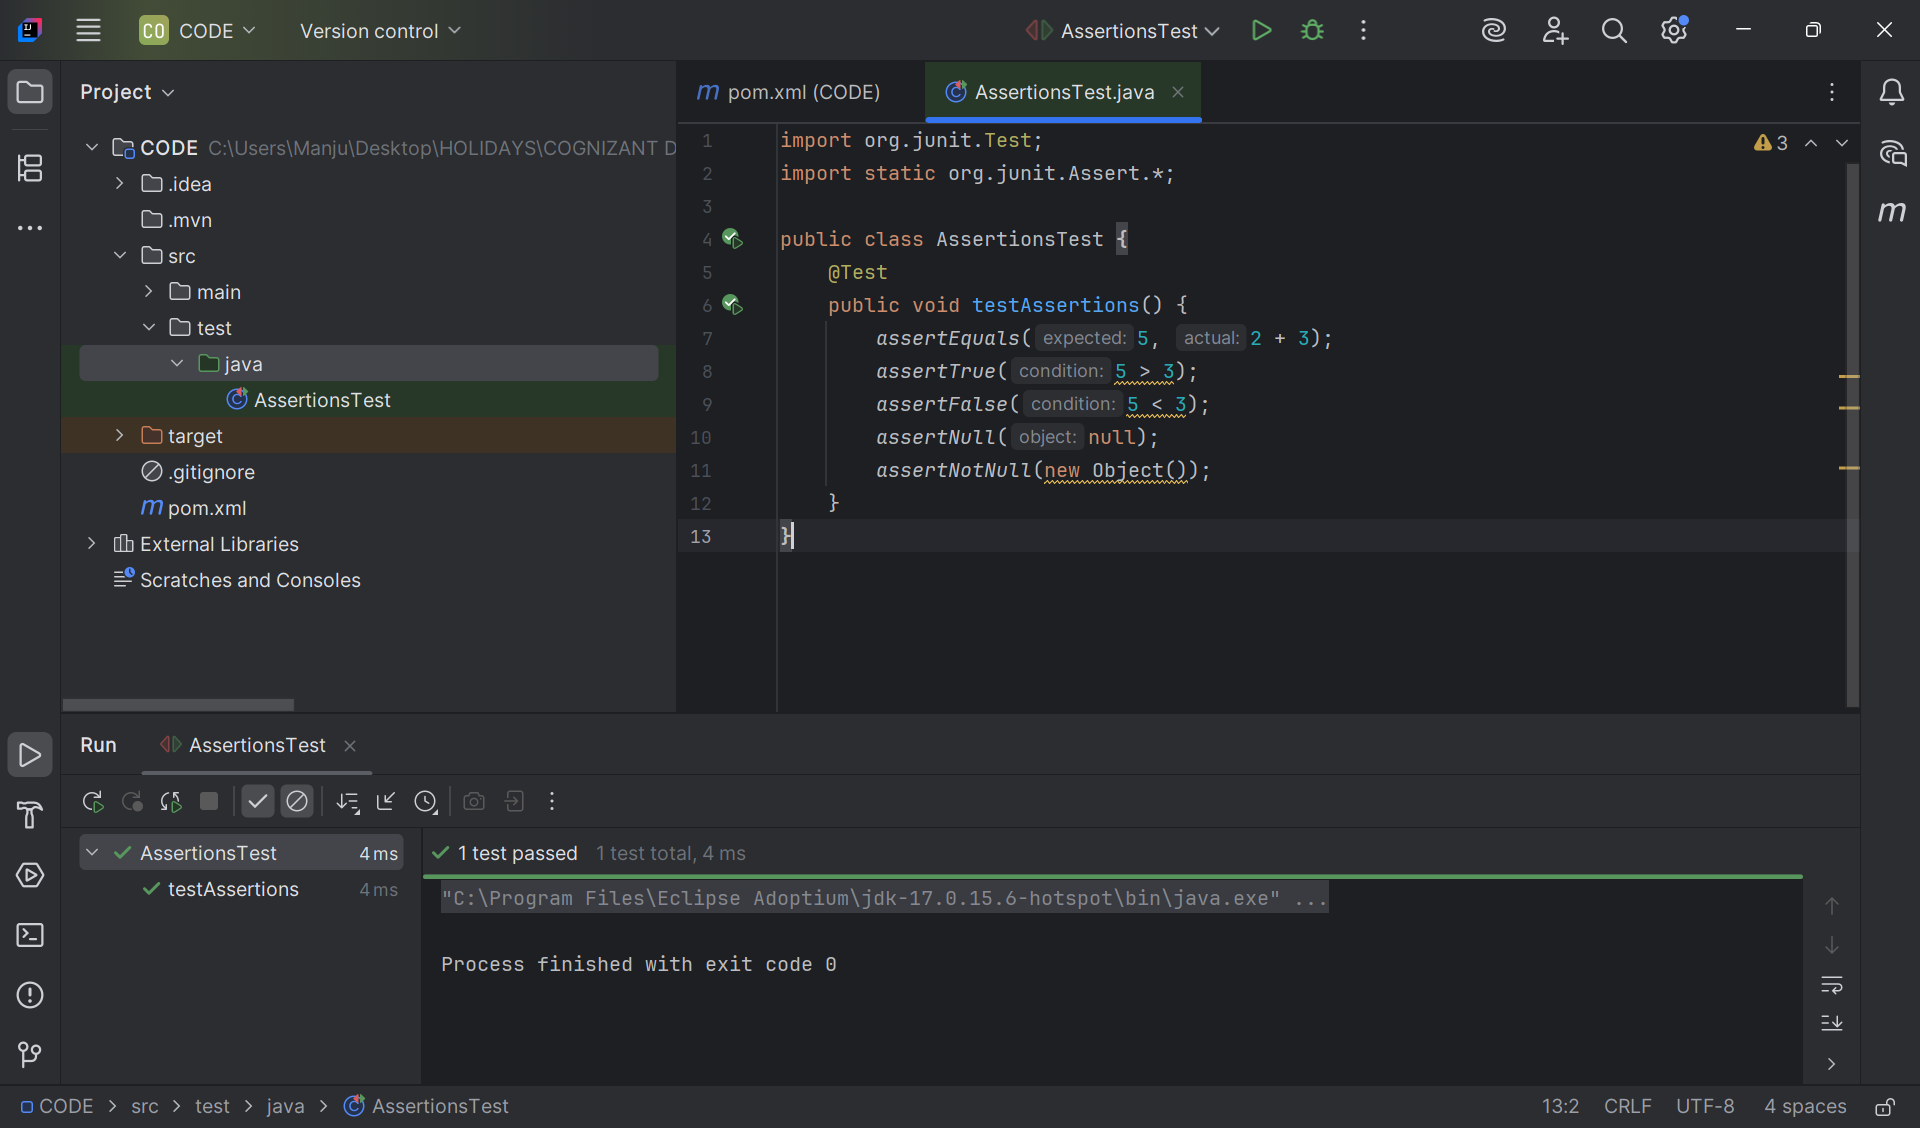 CO CODE Version control AssertionsTest
Project
CODE C:\Users\Manju\Desktop\HOLIDAYS\COGNIZANT D
.idea
.mvn
src
main
test
java
AssertionsTest
target
.gitignore
m pom.xml
External Libraries
Scratches and Consoles
m pom.xml (CODE) AssertionsTest.java
3
1 import org.junit.Test;
2 import static org.junit.Assert.*;
3
4 public class AssertionsTest {
5 @Test
6 public void testAssertions() {
7 assertEquals( expected: 5, actual: 2 + 3);
8 assertTrue( condition: 5 > 3);
9 assertFalse( condition: 5 < 3);
10 assertNull( object: null);
11 assertNotNull(new Object());
12 }
13 }
m
Run AssertionsTest
AssertionsTest 4 ms
testAssertions 4 ms
1 test passed 1 test total, 4 ms
"C:\Program Files\Eclipse Adoptium\jdk-17.0.15.6-hotspot\bin\java.exe" ...
Process finished with exit code 0
CODE > src > test > java > AssertionsTest
13:2 CRLF UTF-8 4 spaces